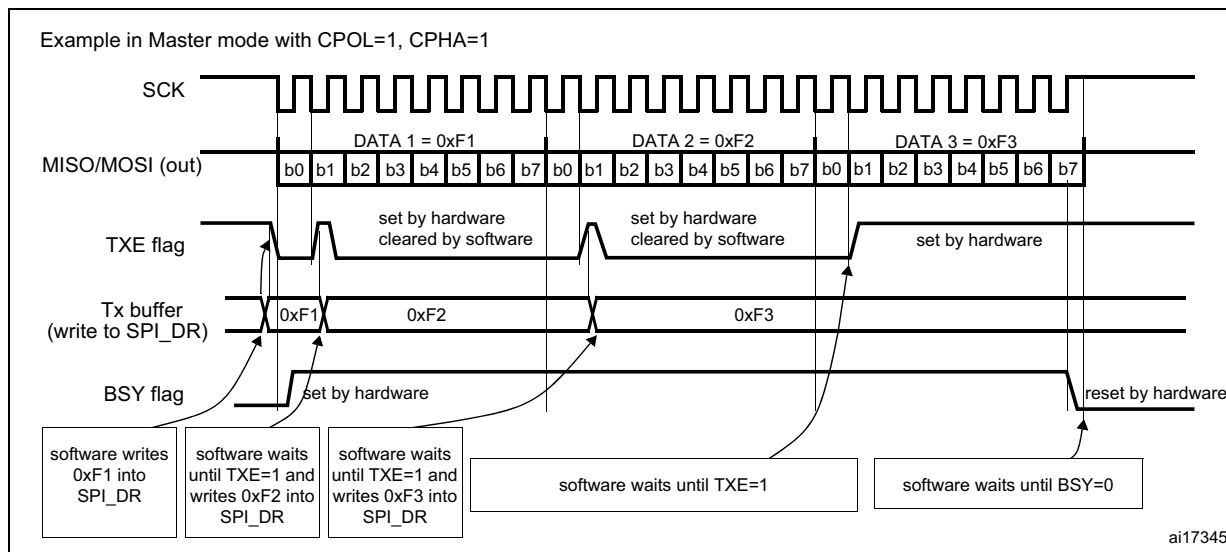 Example in Master mode with CPOL=1, CPHA=1
SCK
DATA 1 = 0xF1
DATA 2 = 0xF2
DATA 3 = 0xF3
MISO/MOSI (out)
b0 b1 b2 b3 b4 b5 b6 b7 b0 b1 b2 b3 b4 b5 b6 b7 b0 b1 b2 b3 b4 b5 b6 b7
TXE flag
set by hardware
cleared by software
set by hardware
cleared by software
set by hardware
Tx buffer
(write to SPI_DR)
0xF1
0xF2
0xF3
BSY flag
set by hardware
reset by hardware
software writes
0xF1 into
SPI_DR
software waits
until TXE=1 and
writes 0xF2 into
SPI_DR
software waits
until TXE=1 and
writes 0xF3 into
SPI_DR
software waits until TXE=1
software waits until BSY=0
ai17345